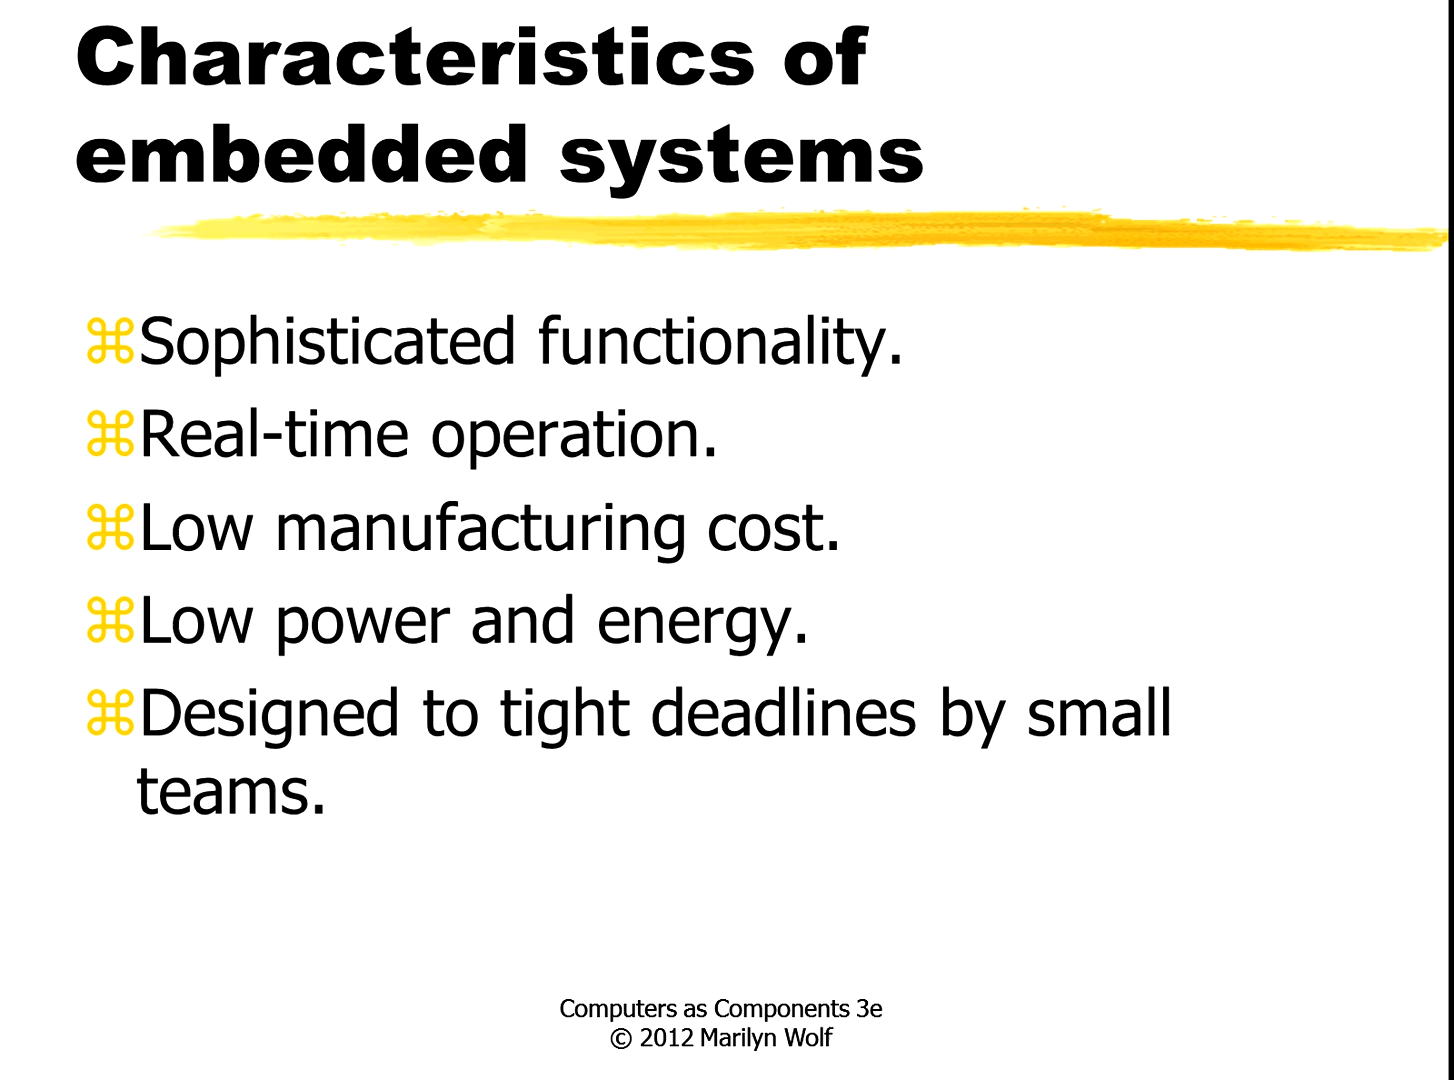 Characteristics of
embedded systems
⌘Sophisticated functionality.
⌘Real-time operation.
⌘Low manufacturing cost.
⌘Low power and energy.
⌘Designed to tight deadlines by small
teams.
Computers as Components 3e
© 2012 Marilyn Wolf